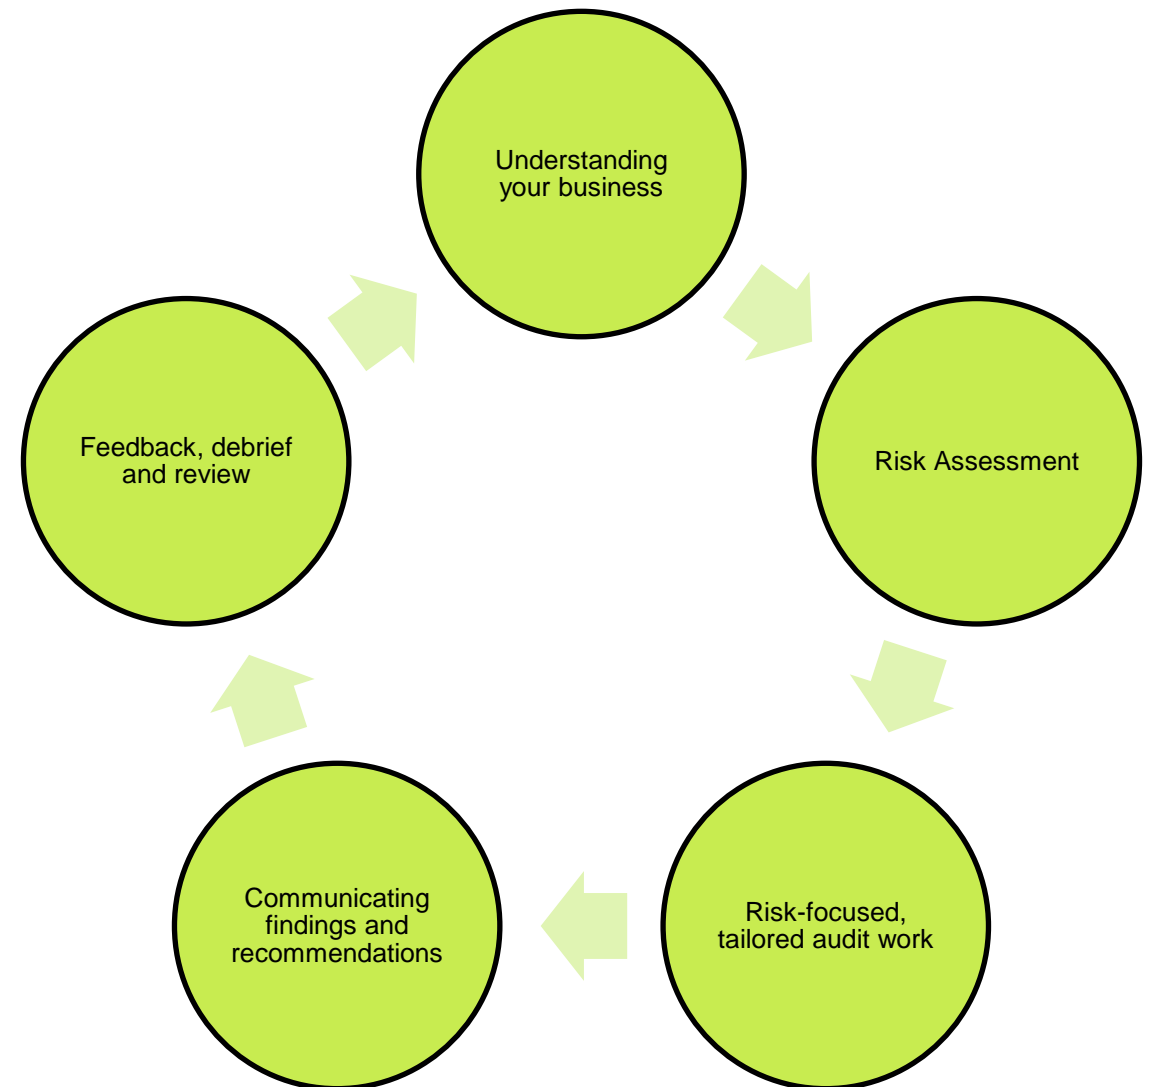 Understanding
your business
Risk Assessment
Risk-focused,
tailored audit work
Communicating
findings and
recommendations
Feedback, debrief
and review